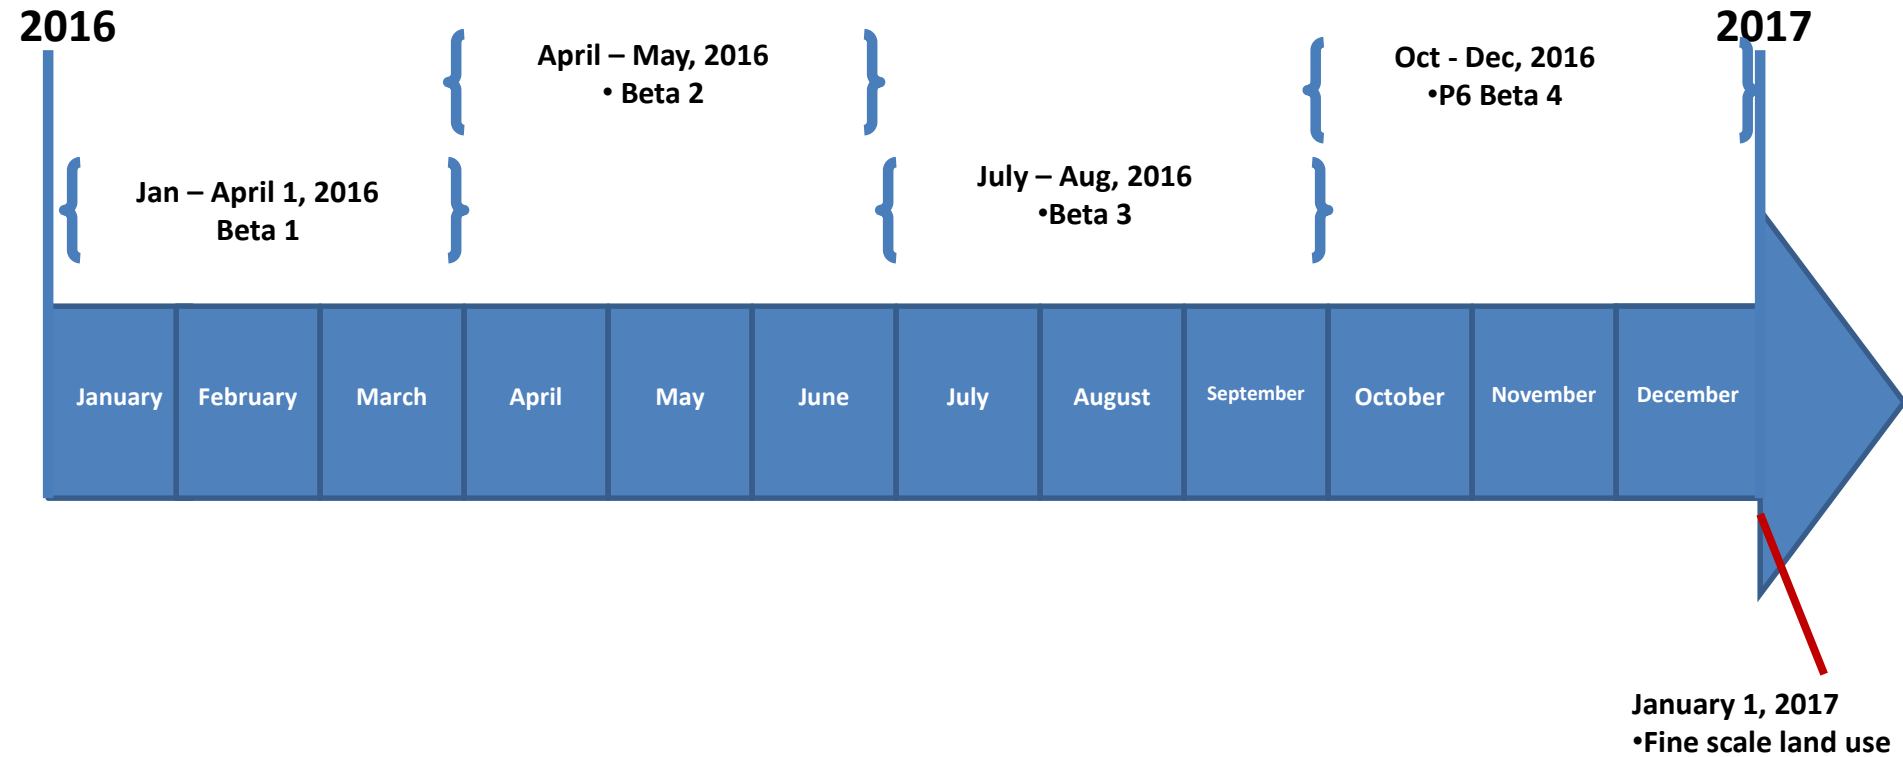 2016
2017
April – May, 2016
• Beta 2
Oct - Dec, 2016
•P6 Beta 4
Jan – April 1, 2016
Beta 1
July – Aug, 2016
•Beta 3
January
February
March
April
May
June
July
August
September
October
November
December
January 1, 2017
•Fine scale land use